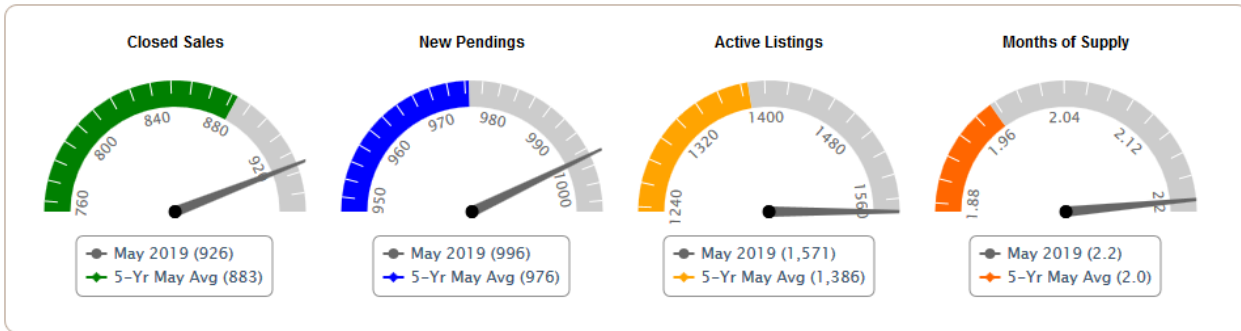 Closed Sales
760
800
840
880
920
May 2019 (926)
5-Yr May Avg (883)
New Pendings
950
960
970
980
990
1000
May 2019 (996)
5-Yr May Avg (976)
Active Listings
1240
1320
1400
1480
1560
May 2019 (1,571)
5-Yr May Avg (1,386)
Months of Supply
1.88
1.96
2.04
2.12
2.2
May 2019 (2.2)
5-Yr May Avg (2.0)